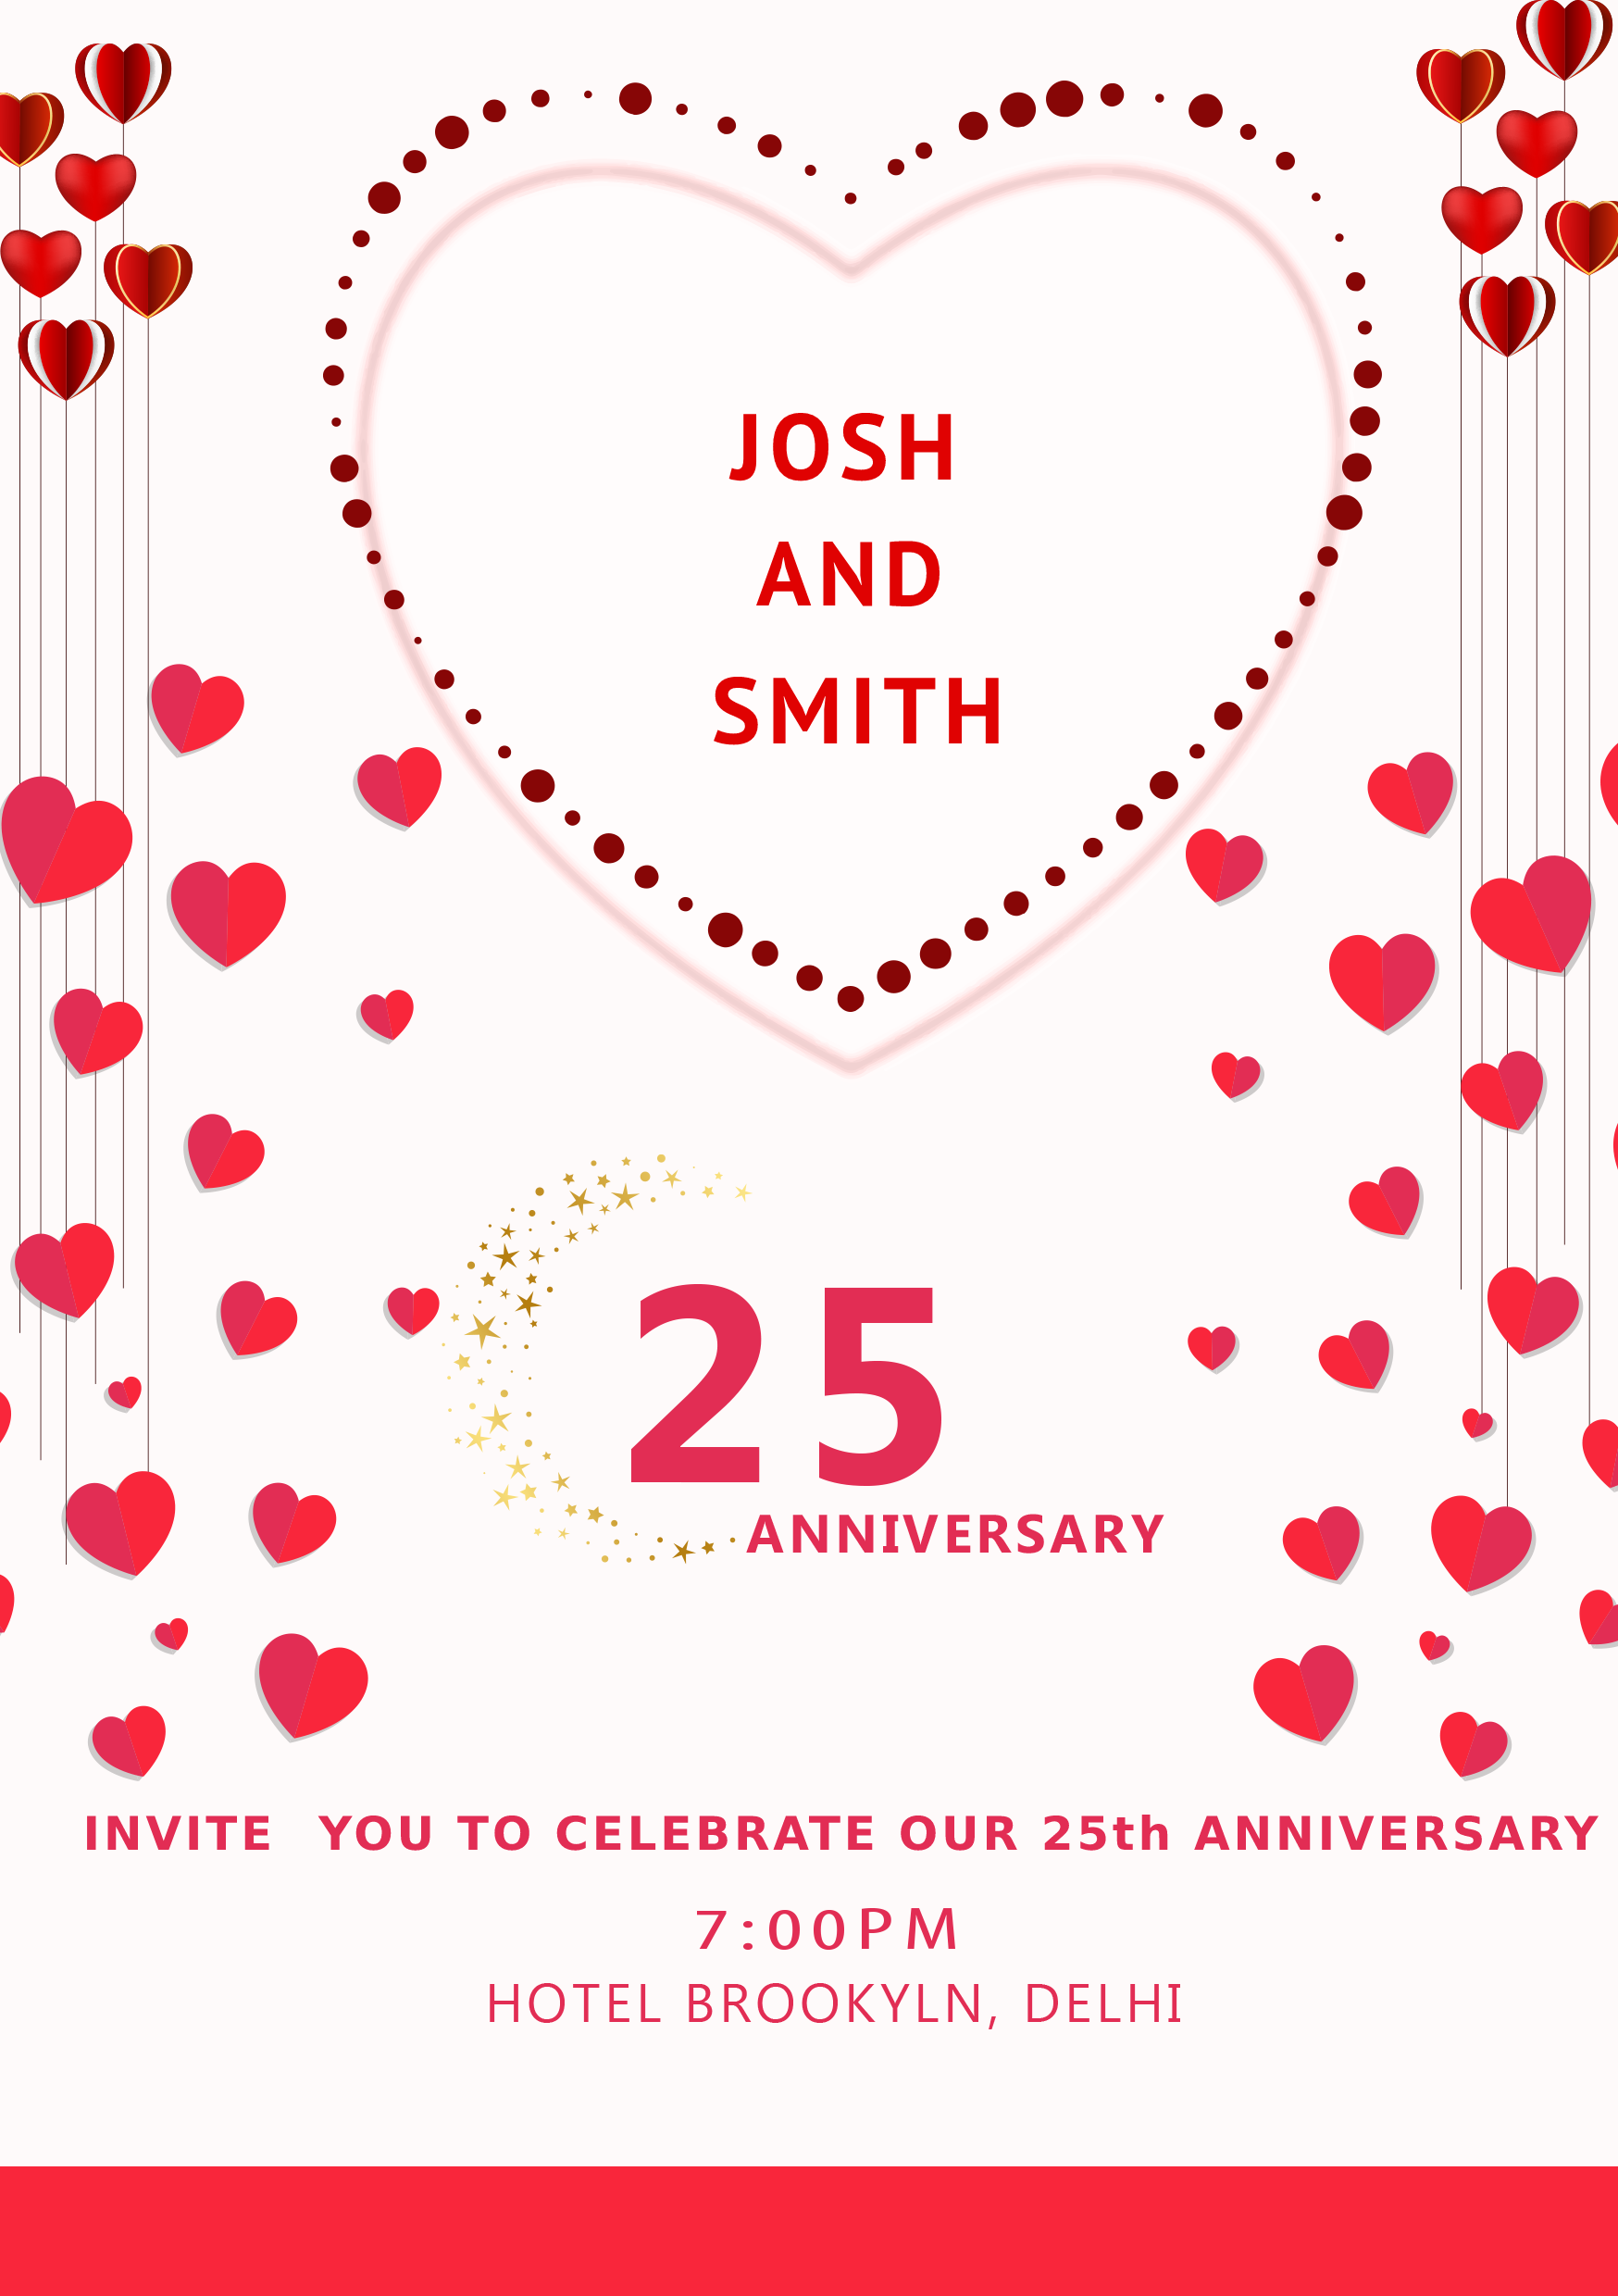 JOSH
AND
SMITH
25
ANNIVERSARY
INVITE YOU TO CELEBRATE OUR 25th ANNIVERSARY
7:00PM
HOTEL BROOKYLN, DELHI